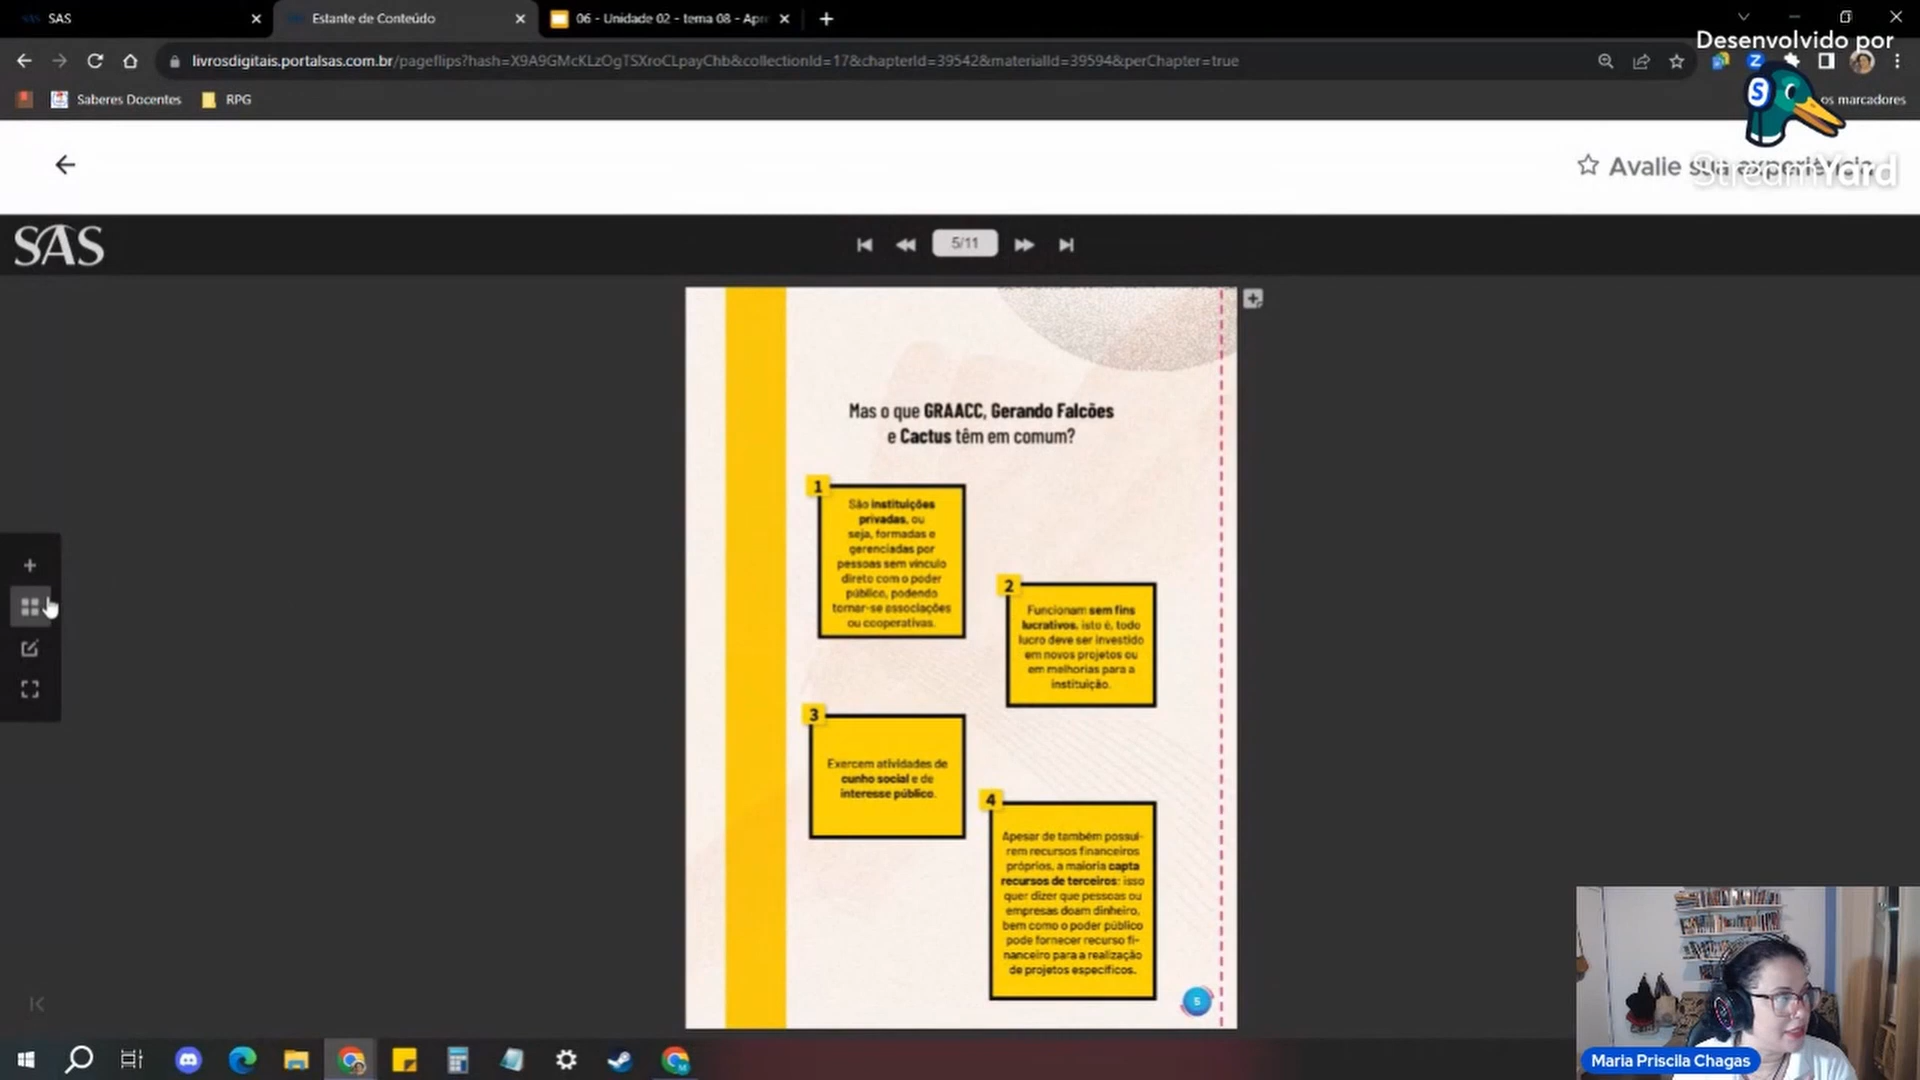 SAS
Estante de Conteúdo
06 - Unidade 02 - tema 08 - Apr
Desenvolvido por
livrosdigitais.portalsas.com.br/pageflips?hash=X9A9GMcKLzOgTSXroCLpayChb&collectionId=17&chapterId=39542&materialId=39594&perChapter=true
Saberes Docentes
RPG
os marcadores
Avalie sua experiência
StreamYard
SAS
5/11
Mas o que GRAACC, Gerando Falcões
e Cactus têm em comum?
1
São instituições
privadas, ou
seja, formadas e
gerenciadas por
pessoas sem vínculo
direto com o poder
público, podendo
tornar-se associações
ou cooperativas.
2
Funcionam sem fins
lucrativos, isto é, todo
lucro deve ser investido
em novos projetos ou
em melhorias para a
instituição.
3
Exercem atividades de
cunho social e de
interesse público.
4
Apesar de também possuí-
rem recursos financeiros
próprios, a maioria capta
recursos de terceiros: isso
quer dizer que pessoas ou
empresas doam dinheiro,
bem como o poder público
pode fornecer recurso fi-
nanceiro para a realização
de projetos específicos.
5
Maria Priscila Chagas